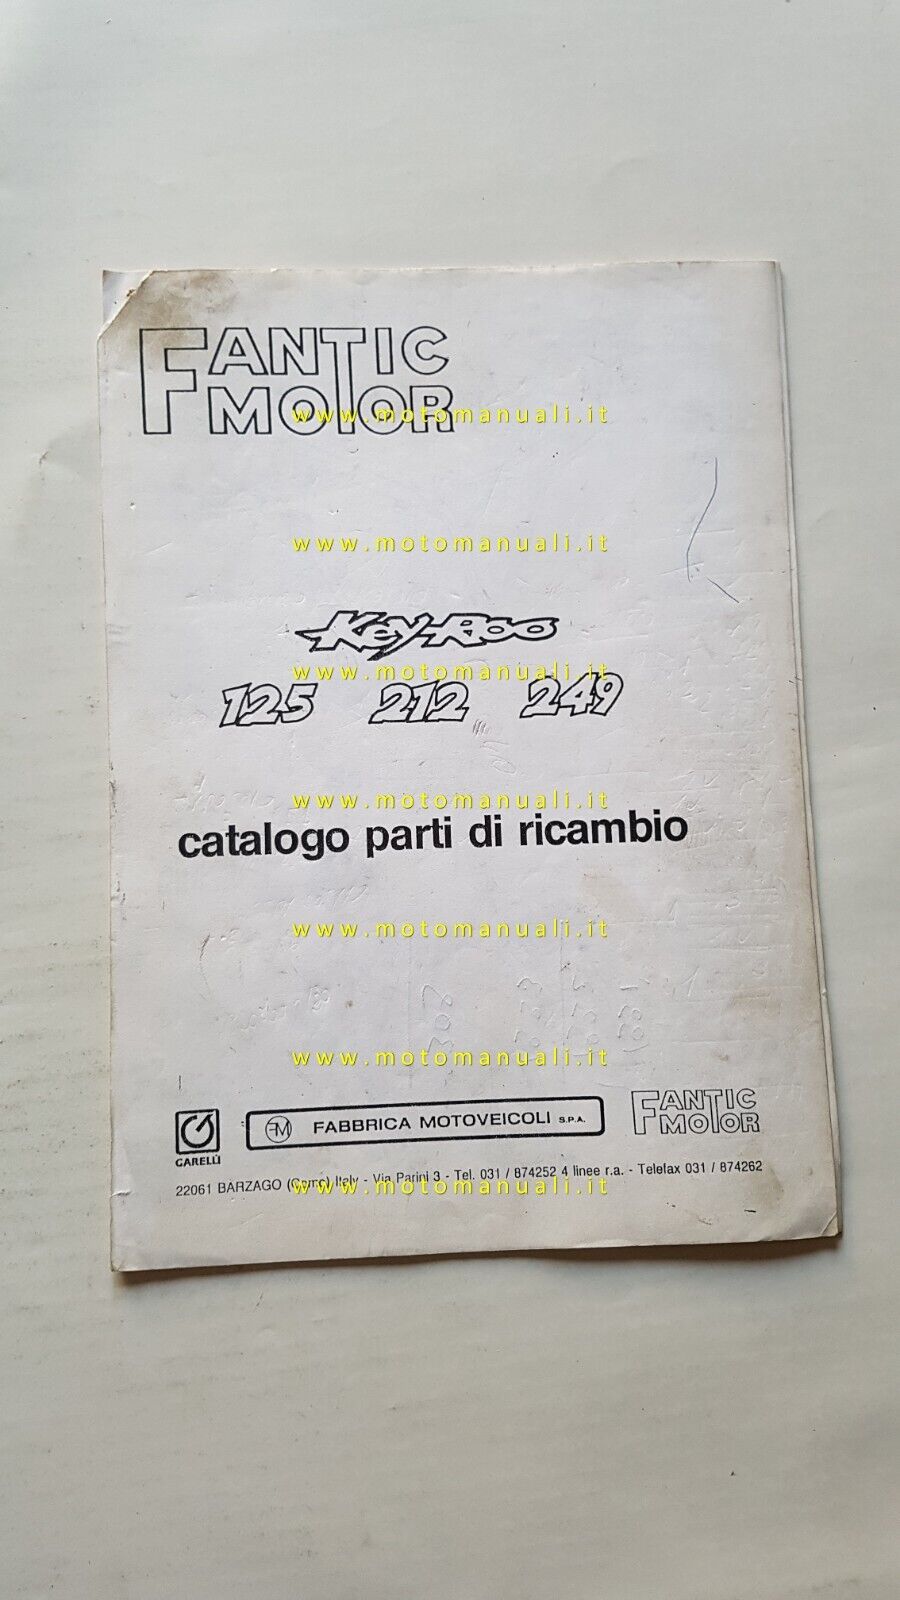 FANTIC
MOTOR
www.motomanuali.it
www.motomanuali.it
Key-Roo
www.motomanuali.it
125 212 249
www.motomanuali.it
catalogo parti di ricambio
www.motomanuali.it
www.motomanuali.it
GARELLI
FM FABBRICA MOTOVEICOLI S.P.A.
FANTIC
MOTOR
22061 BARZAGO (Como) Italy - Via Parini 3 - Tel. 031 / 874252 4 linee r.a. - Telefax 031 / 874262
www.motomanuali.it